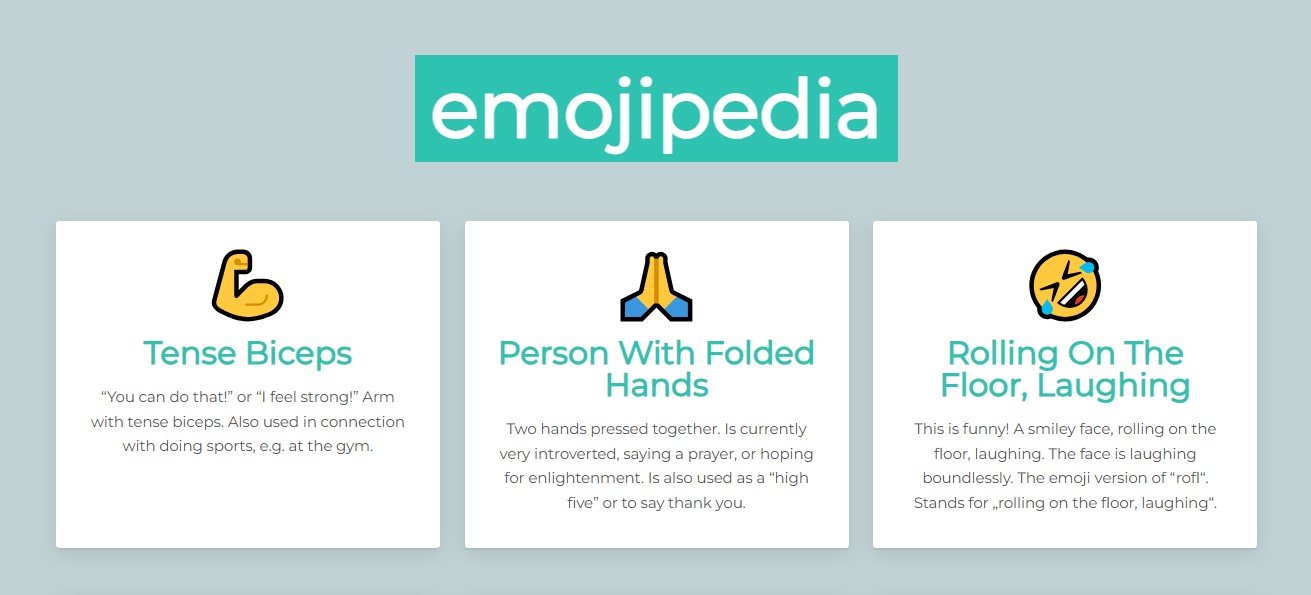 emojipedia
Tense Biceps
“You can do that!” or “I feel strong!” Arm
with tense biceps. Also used in connection
with doing sports, e.g. at the gym.
Person With Folded
Hands
Two hands pressed together. Is currently
very introverted, saying a prayer, or hoping
for enlightenment. Is also used as a “high
five” or to say thank you.
Rolling On The
Floor, Laughing
This is funny! A smiley face, rolling on the
floor, laughing. The face is laughing
boundlessly. The emoji version of “rofl“.
Stands for „rolling on the floor, laughing“.